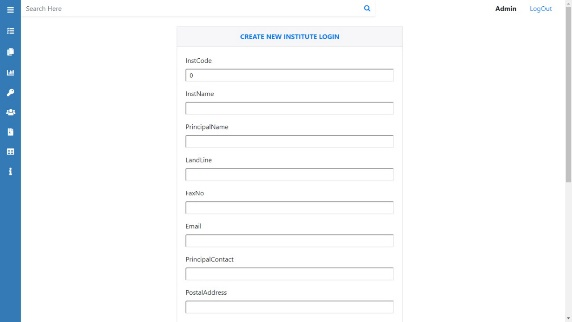 Search Here
Admin
LogOut
CREATE NEW INSTITUTE LOGIN
InstCode
0
InstName
PrincipalName
LandLine
FaxNo
Email
PrincipalContact
PostalAddress